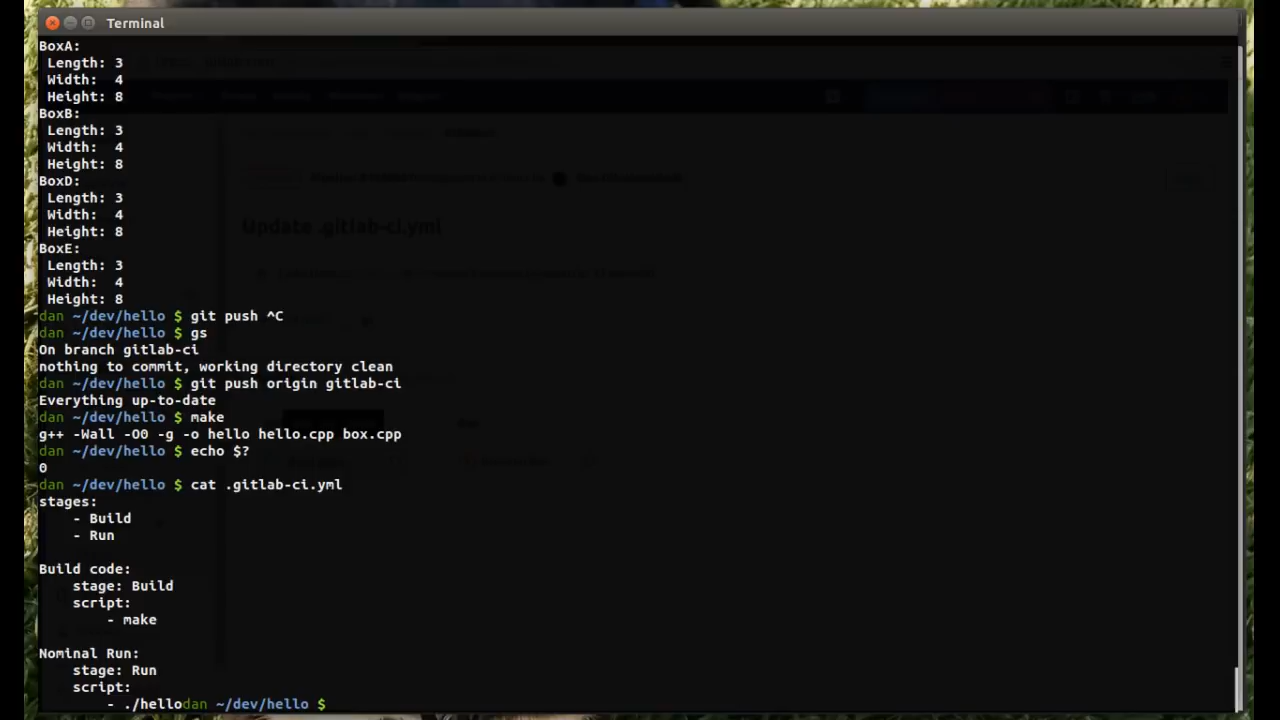 Terminal
BoxA:
Length: 3
Width: 4
Height: 8
BoxB:
Length: 3
Width: 4
Height: 8
BoxD:
Length: 3
Width: 4
Height: 8
BoxE:
Length: 3
Width: 4
Height: 8
dan ~/dev/hello $ git push ^C
dan ~/dev/hello $ gs
On branch gitlab-ci
nothing to commit, working directory clean
dan ~/dev/hello $ git push origin gitlab-ci
Everything up-to-date
dan ~/dev/hello $ make
g++ -Wall -O0 -g -o hello hello.cpp box.cpp
dan ~/dev/hello $ echo $?
0
dan ~/dev/hello $ cat .gitlab-ci.yml
stages:
- Build
- Run
Build code:
stage: Build
script:
- make
Nominal Run:
stage: Run
script:
- ./hellodan ~/dev/hello $
Update .gitlab-ci.yml